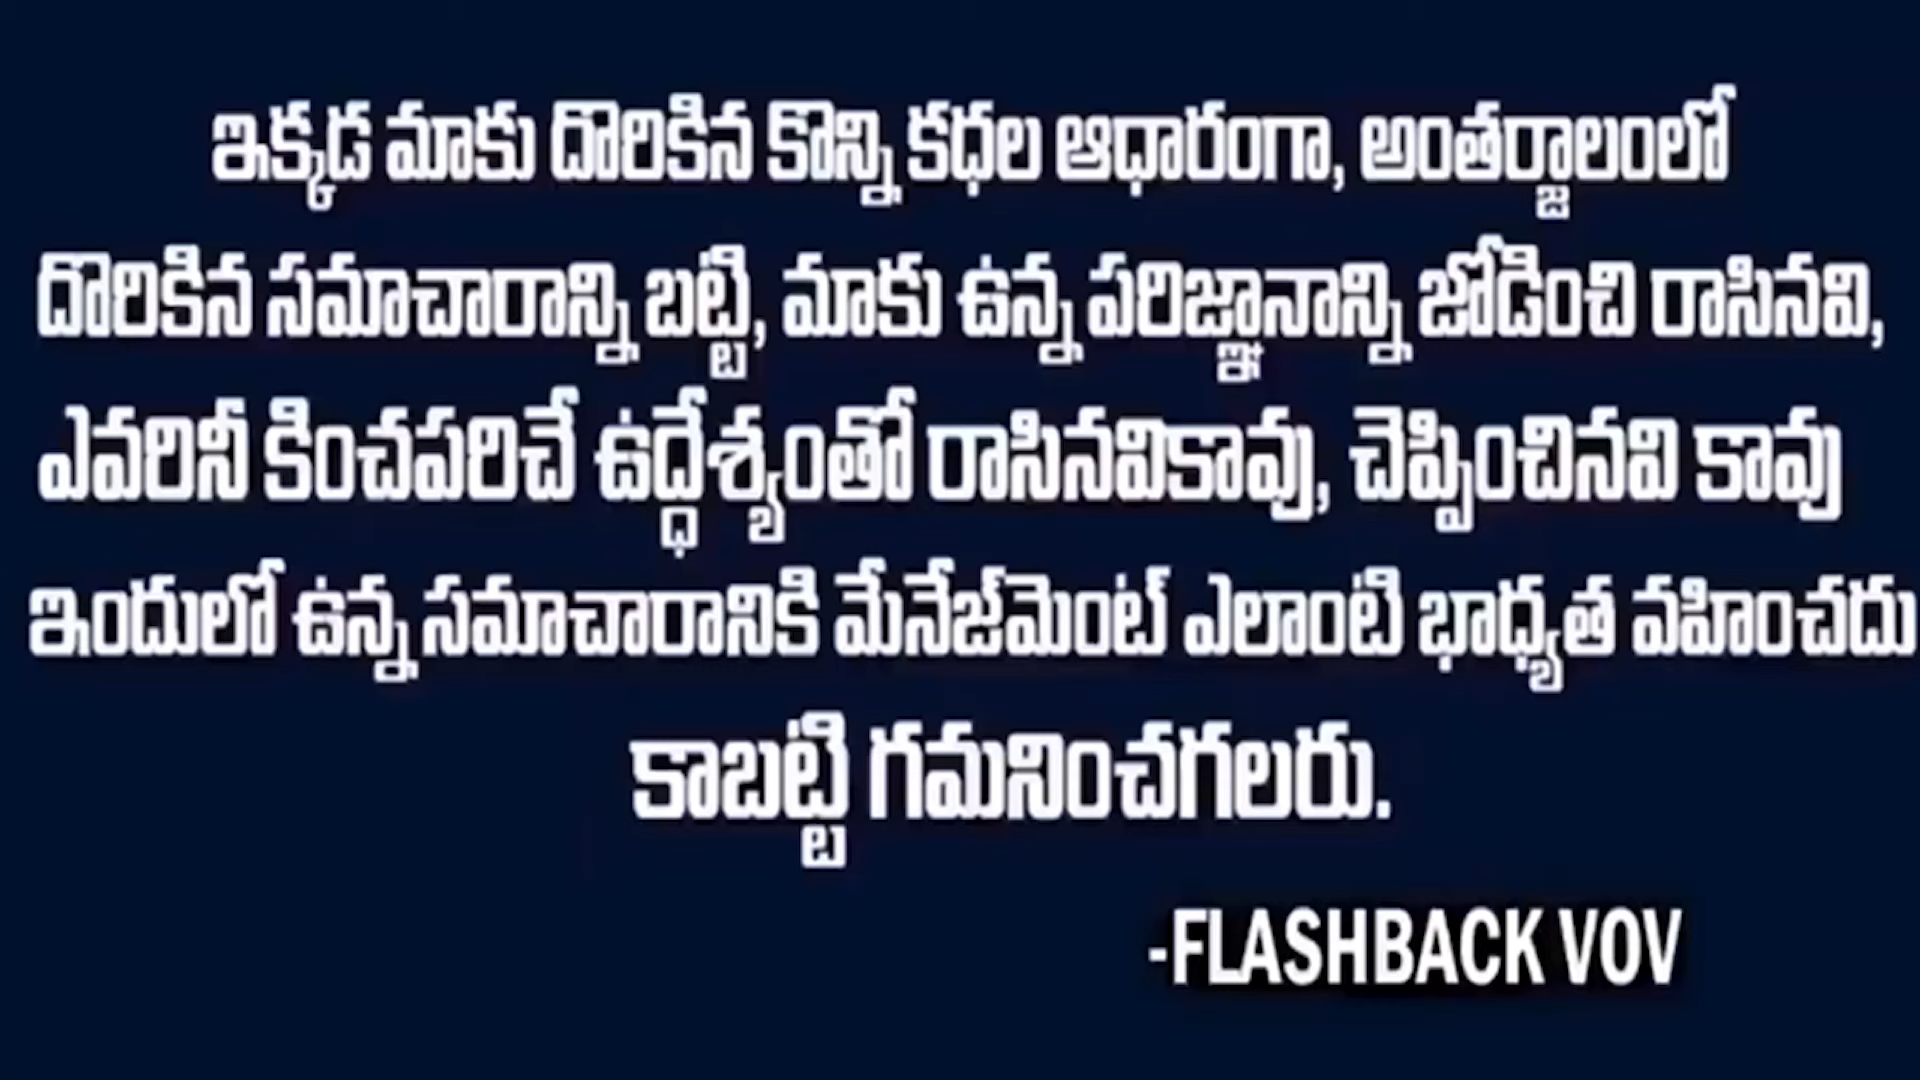 ఇక్కడ మాకు దొరికిన కొన్ని కధల ఆధారంగా, అంతర్జాలంలో
దొరికిన సమాచారాన్ని బట్టి, మాకు ఉన్న పరిజ్ఞానాన్ని జోడించి రాసినవి,
ఎవరినీ కించపరిచే ఉద్ధేశ్యంతో రాసినవికావు, చెప్పించినవి కావు
ఇందులో ఉన్న సమాచారానికి మేనేజ్‌మెంట్ ఎలాంటి భాధ్యత వహించదు
కాబట్టి గమనించగలరు.
-FLASHBACK VOV